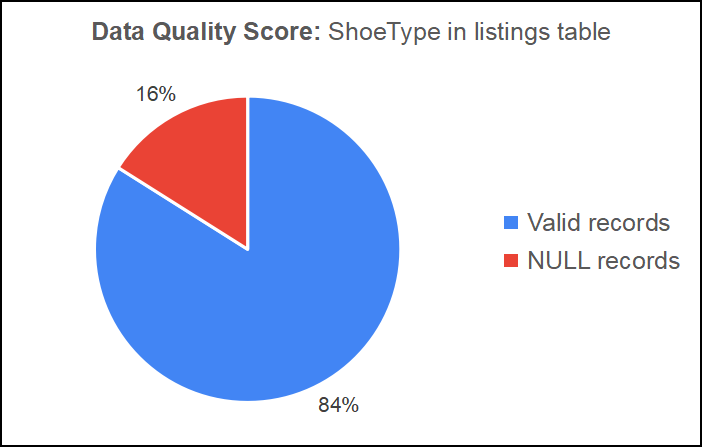 Data Quality Score: ShoeType in listings table
16%
Valid records
NULL records
84%